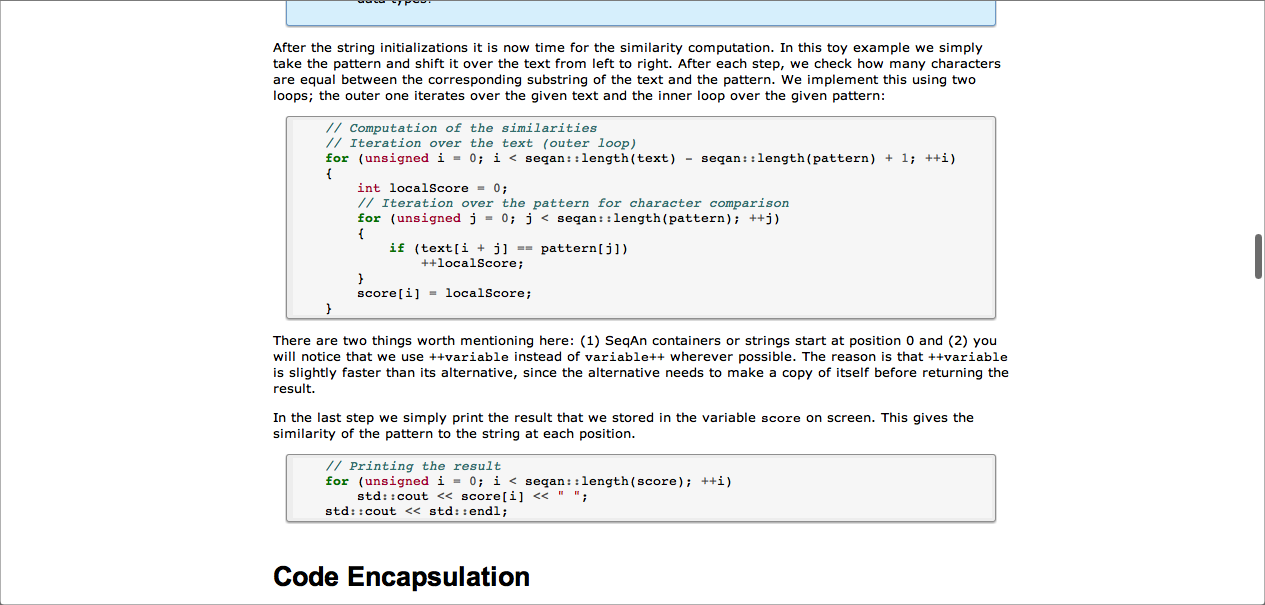 data types.
After the string initializations it is now time for the similarity computation. In this toy example we simply
take the pattern and shift it over the text from left to right. After each step, we check how many characters
are equal between the corresponding substring of the text and the pattern. We implement this using two
loops; the outer one iterates over the given text and the inner loop over the given pattern:
// Computation of the similarities
// Iteration over the text (outer loop)
for (unsigned i = 0; i < seqan::length(text) - seqan::length(pattern) + 1; ++i)
{
    int localScore = 0;
    // Iteration over the pattern for character comparison
    for (unsigned j = 0; j < seqan::length(pattern); ++j)
    {
        if (text[i + j] == pattern[j])
            ++localScore;
    }
    score[i] = localScore;
}
There are two things worth mentioning here: (1) SeqAn containers or strings start at position 0 and (2) you
will notice that we use ++variable instead of variable++ wherever possible. The reason is that ++variable
is slightly faster than its alternative, since the alternative needs to make a copy of itself before returning the
result.
In the last step we simply print the result that we stored in the variable score on screen. This gives the
similarity of the pattern to the string at each position.
// Printing the result
for (unsigned i = 0; i < seqan::length(score); ++i)
    std::cout << score[i] << " ";
std::cout << std::endl;
Code Encapsulation